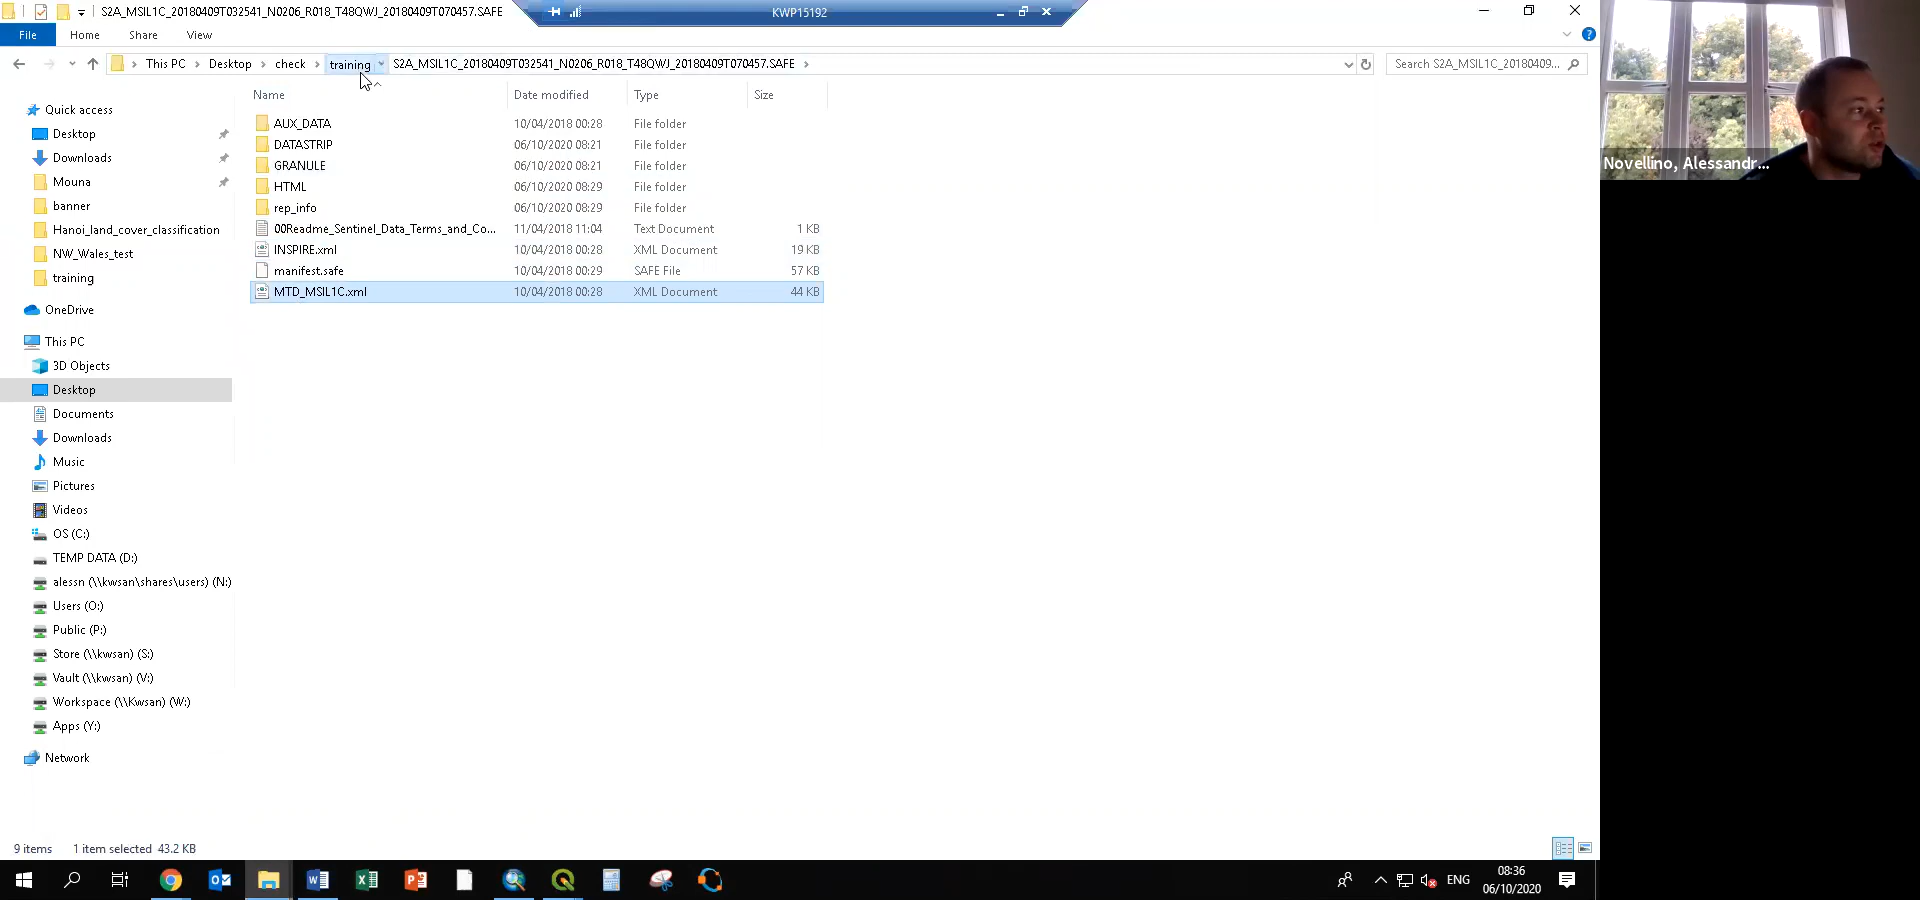 S2A_MSIL1C_20180409T032541_N0206_R018_T48QWJ_20180409T070457.SAFE
KWP15192
File Home Share View
This PC Desktop check training S2A_MSIL1C_20180409T032541_N0206_R018_T48QWJ_20180409T070457.SAFE
Search S2A_MSIL1C_20180409...
Name Date modified Type Size
Quick access
Desktop
Downloads
Mouna
banner
Hanoi_land_cover_classification
NW_Wales_test
training
OneDrive
This PC
3D Objects
Desktop
Documents
Downloads
Music
Pictures
Videos
OS (C:)
TEMP DATA (D:)
alessn (\\kwsan\shares\users) (N:)
Users (O:)
Public (P:)
Store (\\kwsan) (S:)
Vault (\\kwsan) (V:)
Workspace (\\Kwsan) (W:)
Apps (Y:)
Network
AUX_DATA 10/04/2018 00:28 File folder
DATASTRIP 06/10/2020 08:21 File folder
GRANULE 06/10/2020 08:21 File folder
HTML 06/10/2020 08:29 File folder
rep_info 06/10/2020 08:29 File folder
00Readme_Sentinel_Data_Terms_and_Co... 11/04/2018 11:04 Text Document 1 KB
INSPIRE.xml 10/04/2018 00:28 XML Document 19 KB
manifest.safe 10/04/2018 00:29 SAFE File 57 KB
MTD_MSIL1C.xml 10/04/2018 00:28 XML Document 44 KB
Novellino, Alessandr...
9 items 1 item selected 43.2 KB
ENG
08:36
06/10/2020